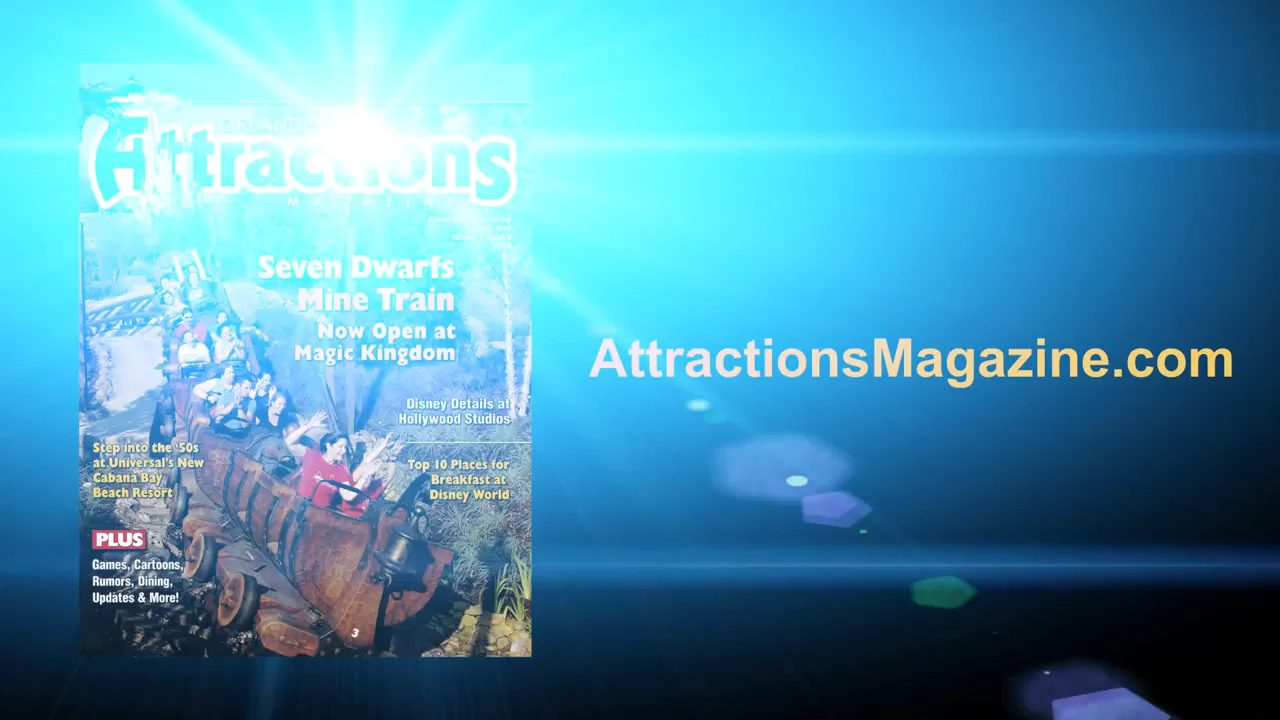 ORLANDO
Attractions
MAGAZINE
Seven Dwarfs
Mine Train
Now Open at
Magic Kingdom
Disney Details at
Hollywood Studios
Step into the '50s
at Universal's New
Cabana Bay
Beach Resort
Top 10 Places for
Breakfast at
Disney World
PLUS
Games, Cartoons,
Rumors, Dining,
Updates & More!
3
AttractionsMagazine.com